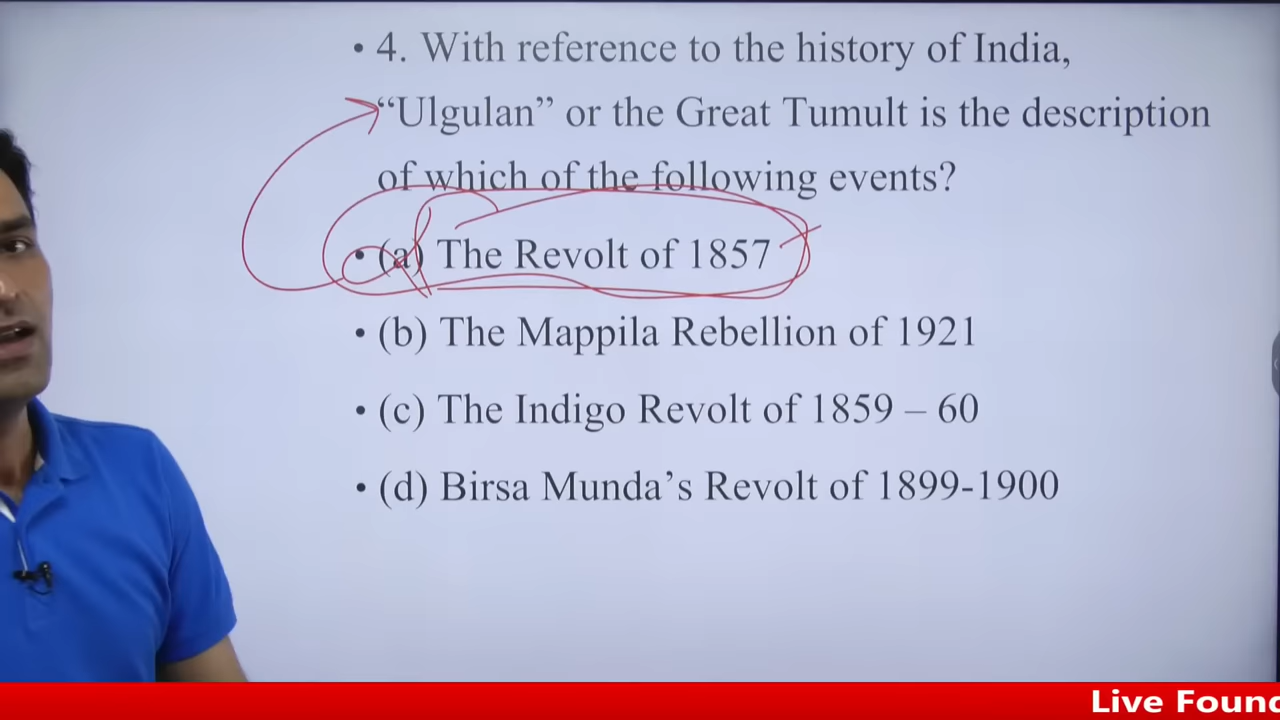 • 4. With reference to the history of India,
“Ulgulan” or the Great Tumult is the description
of which of the following events?
• (a) The Revolt of 1857
• (b) The Mappila Rebellion of 1921
• (c) The Indigo Revolt of 1859 – 60
• (d) Birsa Munda’s Revolt of 1899-1900
Live Found